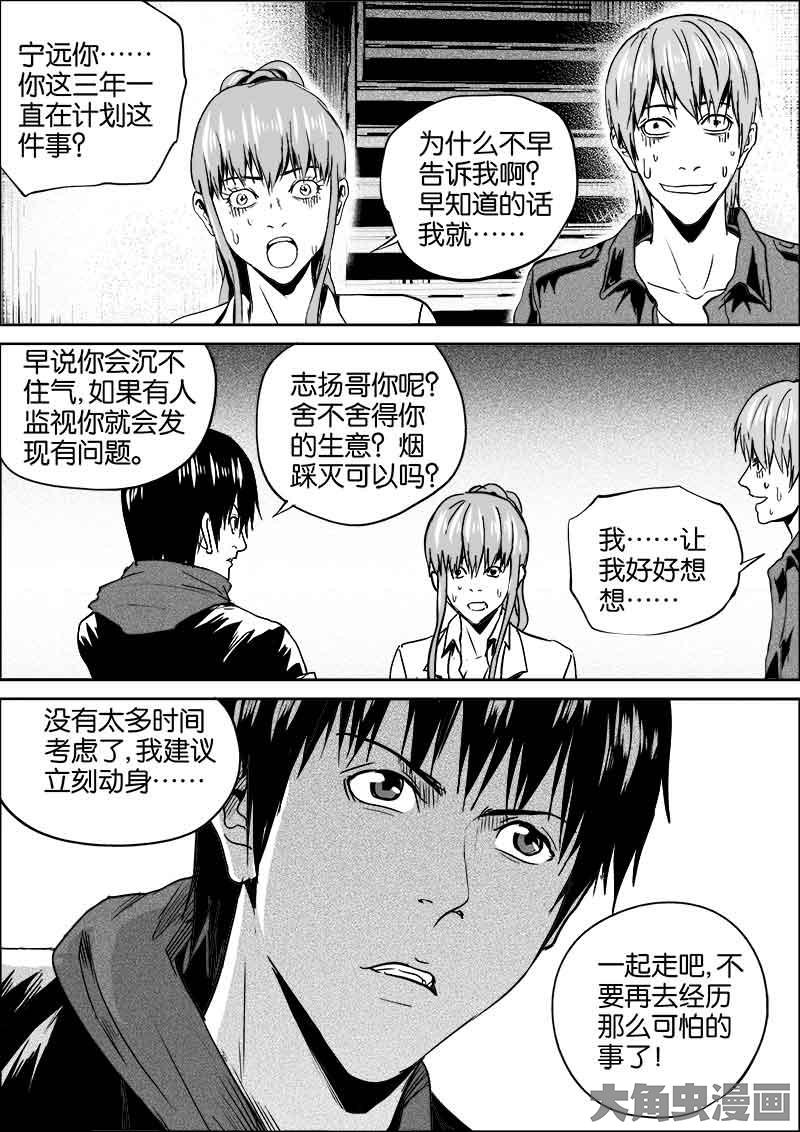 宁远你……
你这三年一
直在计划这
件事？
为什么不早
告诉我啊？
早知道的话
我就……
早说你会沉不
住气，如果有人
监视你就会发
现有问题。
志扬哥你呢？
舍不舍得你
的生意？烟
踩灭可以吗？
我……让
我好好想
想……
没有太多时间
考虑了，我建议
立刻动身……
一起走吧，不
要再去经历
那么可怕的
事了！
大角虫漫画